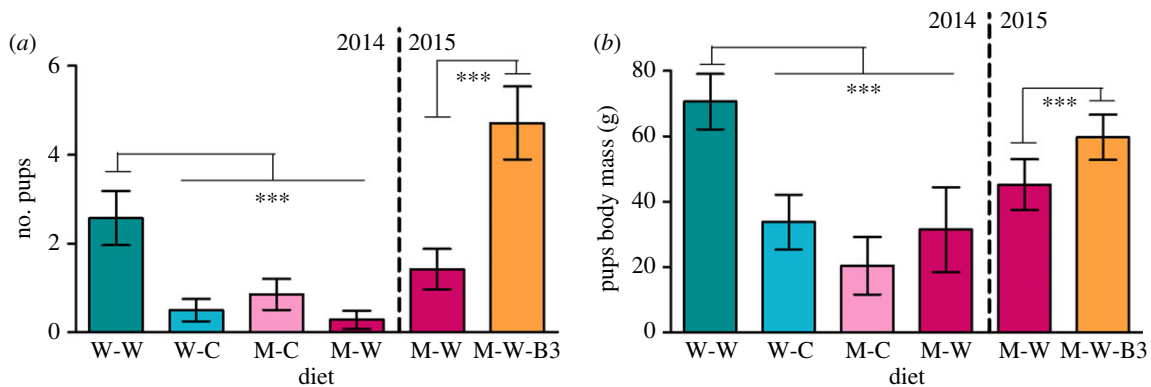 (a)
2014 2015
no. pups
6
4
2
0
***
***
W-W W-C M-C M-W M-W M-W-B3
diet
(b)
2014 2015
pups body mass (g)
80
60
40
20
0
***
***
W-W W-C M-C M-W M-W M-W-B3
diet